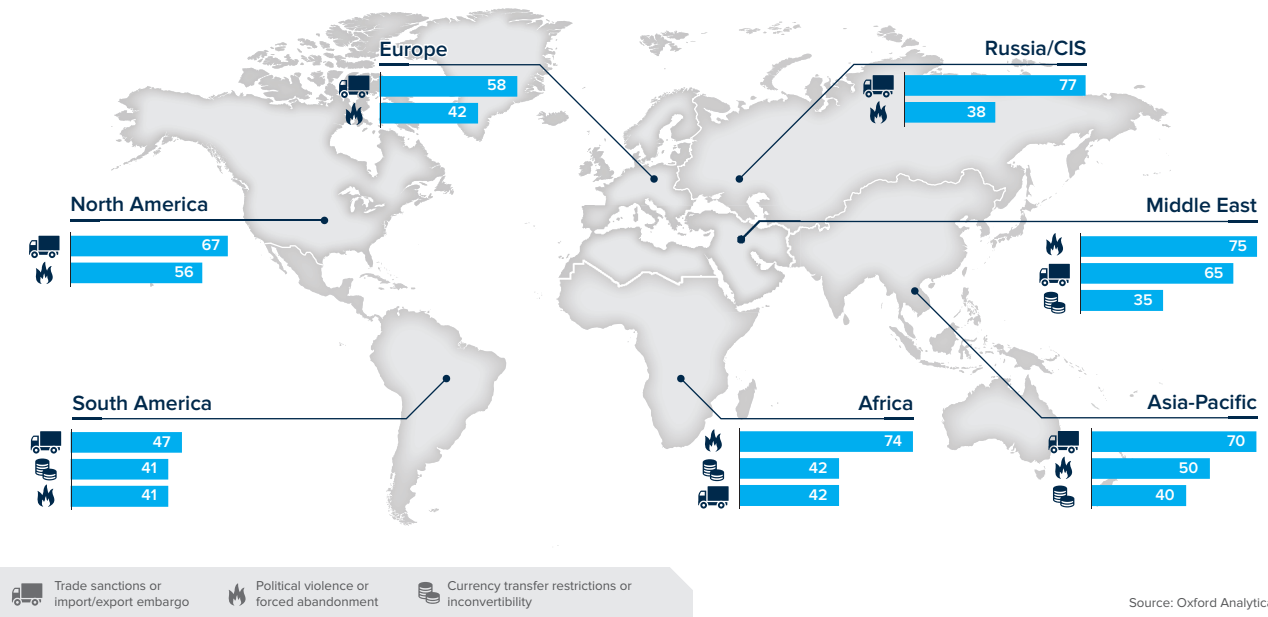 Europe
58
42
Russia/CIS
77
38
North America
67
56
Middle East
75
65
35
South America
47
41
41
Africa
74
42
42
Asia-Pacific
70
50
40
Trade sanctions or
import/export embargo
Political violence or
forced abandonment
Currency transfer restrictions or
inconvertibility
Source: Oxford Analytica